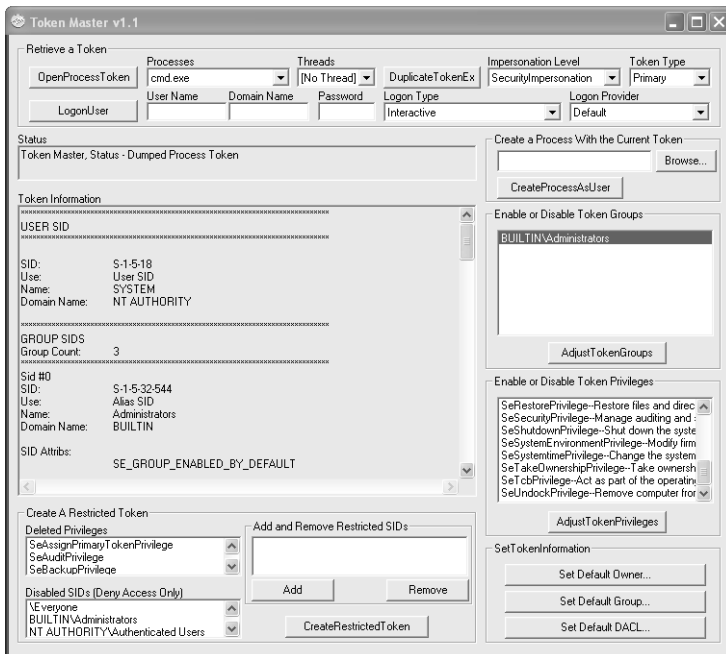 Token Master v1.1
Retrieve a Token
Processes
Threads
Impersonation Level
Token Type
OpenProcessToken
cmd.exe
[No Thread]
DuplicateTokenEx
SecurityImpersonation
Primary
User Name
Domain Name
Password
Logon Type
Logon Provider
LogonUser
Interactive
Default
Status
Token Master, Status - Dumped Process Token
Create a Process With the Current Token
Browse...
CreateProcessAsUser
Token Information
USER SID
SID: S-1-5-18
Use: User SID
Name: SYSTEM
Domain Name: NT AUTHORITY
GROUP SIDS
Group Count: 3
Sid #0
SID: S-1-5-32-544
Use: Alias SID
Name: Administrators
Domain Name: BUILTIN
SID Attribs:
SE_GROUP_ENABLED_BY_DEFAULT
Enable or Disable Token Groups
BUILTIN\Administrators
AdjustTokenGroups
Enable or Disable Token Privileges
SeRestorePrivilege--Restore files and direc
SeSecurityPrivilege--Manage auditing and
SeShutdownPrivilege--Shut down the syste
SeSystemEnvironmentPrivilege--Modify firm
SeSystemtimePrivilege--Change the system
SeTakeOwnershipPrivilege--Take ownersh
SeTcbPrivilege--Act as part of the operating
SeUndockPrivilege--Remove computer from
AdjustTokenPrivileges
Create A Restricted Token
Deleted Privileges
SeAssignPrimaryTokenPrivilege
SeAuditPrivilege
SeBackupPrivilege
Disabled SIDs (Deny Access Only)
\Everyone
BUILTIN\Administrators
NT AUTHORITY\Authenticated Users
Add and Remove Restricted SIDs
Add
Remove
CreateRestrictedToken
SetTokenInformation
Set Default Owner...
Set Default Group...
Set Default DACL...